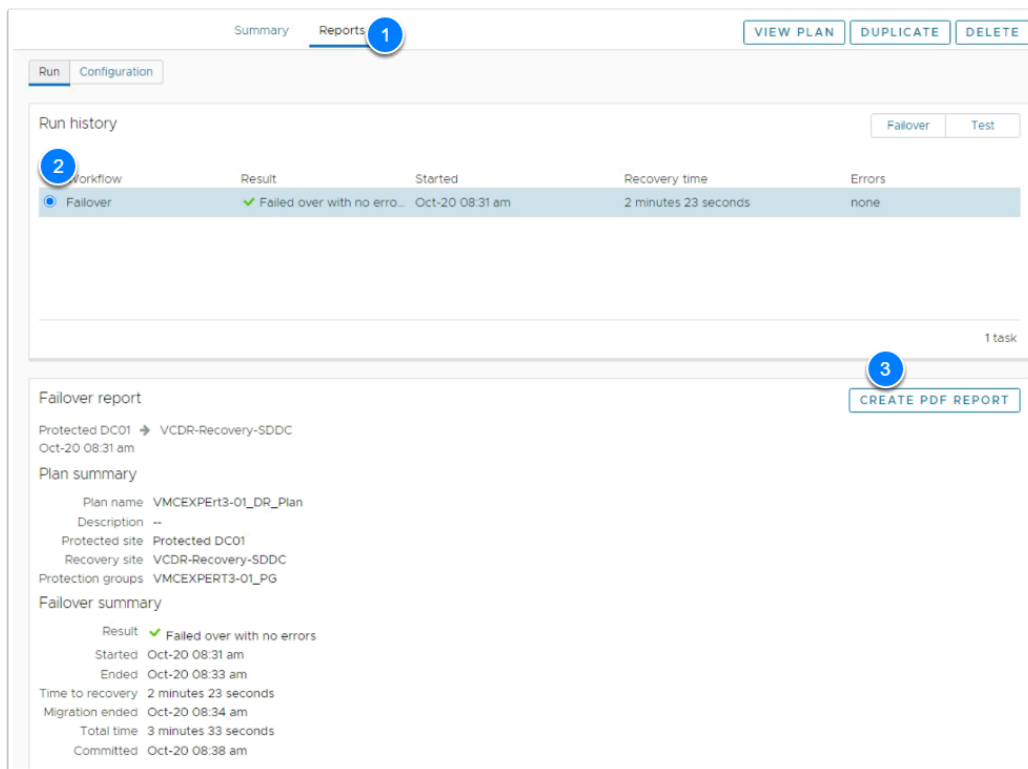 Summary Reports 1 VIEW PLAN DUPLICATE DELETE
Run Configuration
Run history Failover Test
2 Workflow Result Started Recovery time Errors
Failover Failed over with no erro... Oct-20 08:31 am 2 minutes 23 seconds none
1 task
3
Failover report CREATE PDF REPORT
Protected DC01 → VCDR-Recovery-SDDC
Oct-20 08:31 am
Plan summary
Plan name VMCEXPErt3-01_DR_Plan
Description --
Protected site Protected DC01
Recovery site VCDR-Recovery-SDDC
Protection groups VMCEXPERT3-01_PG
Failover summary
Result Failed over with no errors
Started Oct-20 08:31 am
Ended Oct-20 08:33 am
Time to recovery 2 minutes 23 seconds
Migration ended Oct-20 08:34 am
Total time 3 minutes 33 seconds
Committed Oct-20 08:38 am